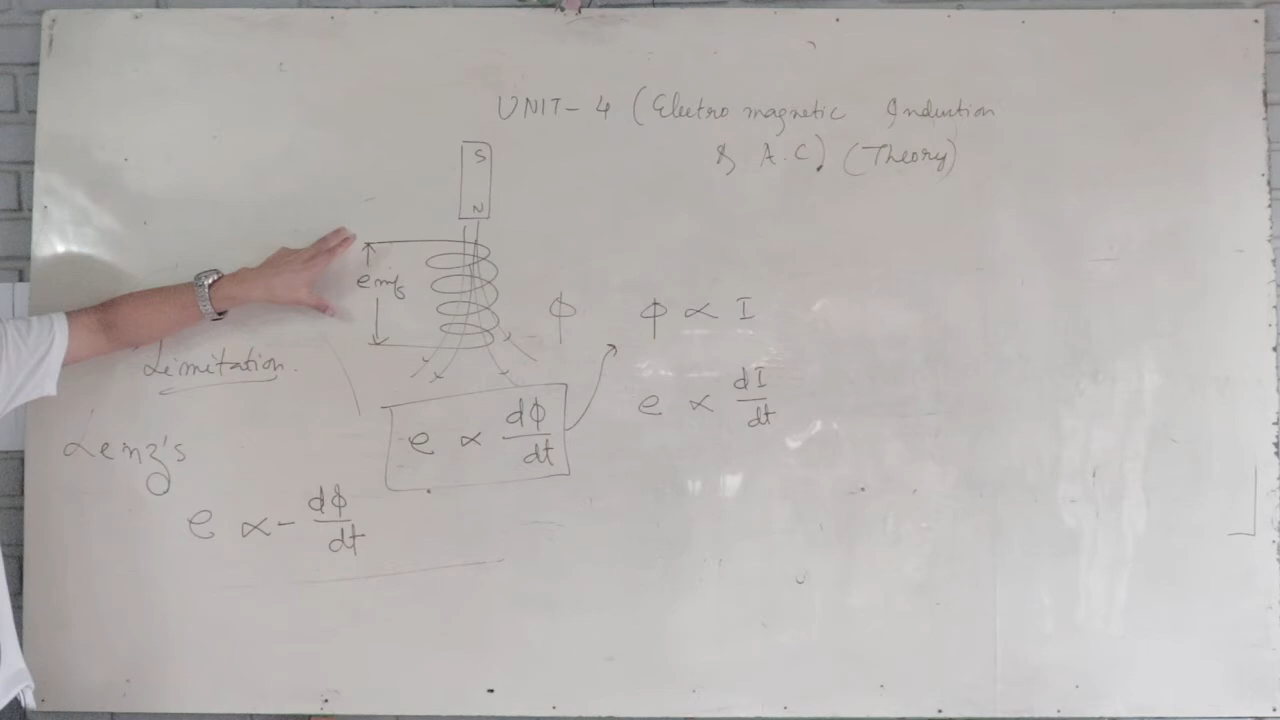 UNIT-4 (Electro magnetic Induction
& A.C) (Theory)
S
N
emf
ϕ
ϕ ∝ I
Limitation.
e ∝ dϕ/dt
e ∝ dI/dt
Lenz's
e ∝ - dϕ/dt